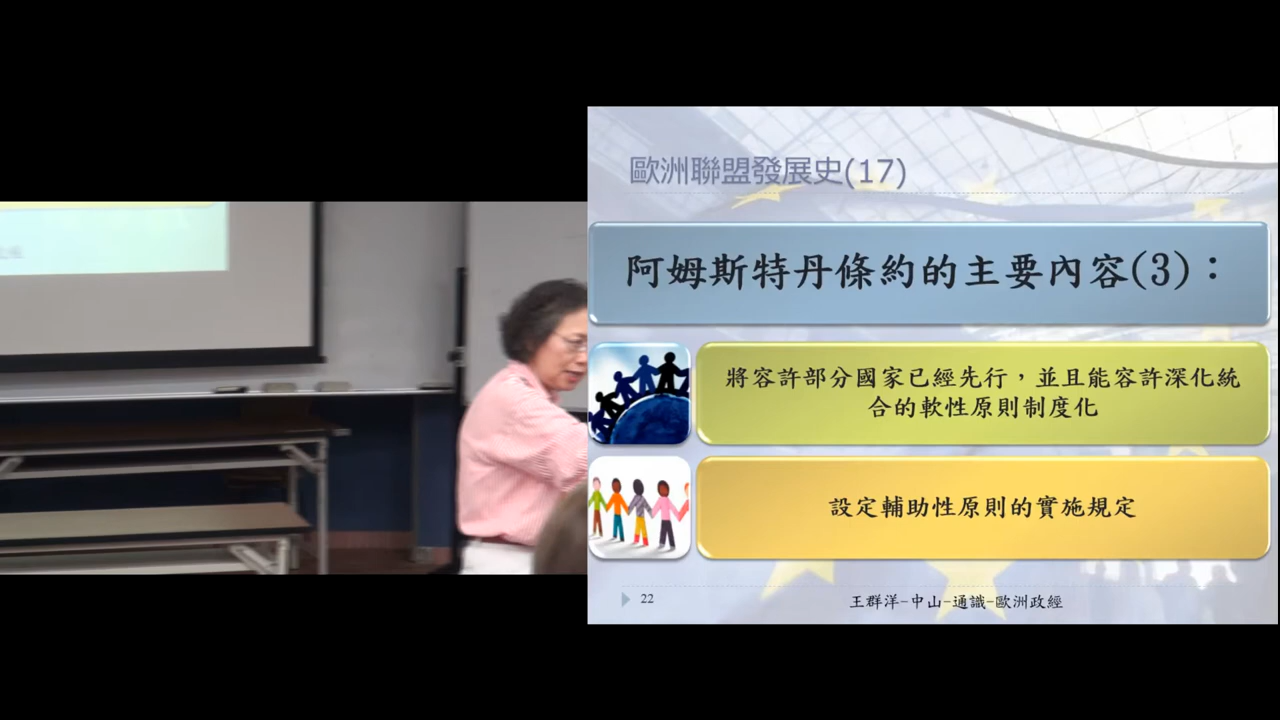 歐洲聯盟發展史(17)
阿姆斯特丹條約的主要內容(3)：
將容許部分國家已經先行，並且能容許深化統
合的軟性原則制度化
設定輔助性原則的實施規定
22
王群洋-中山-通識-歐洲政經